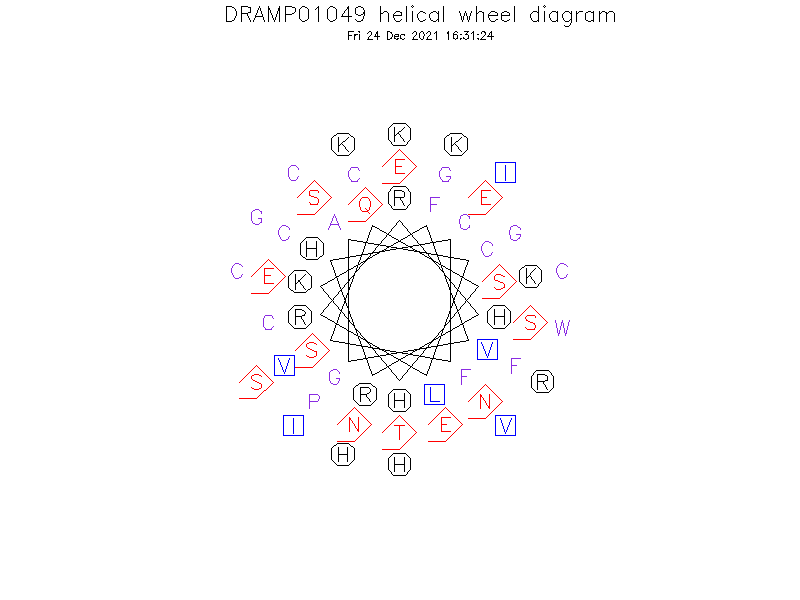 DRAMP01049 helical wheel diagram
Fri 24 Dec 2021 16:31:24
K K K
C C E G I
S Q R F E
G C A C G
H C
C E K S K C
C R H S W
S V S G V F F R
P R H L N
I N T E V
H H